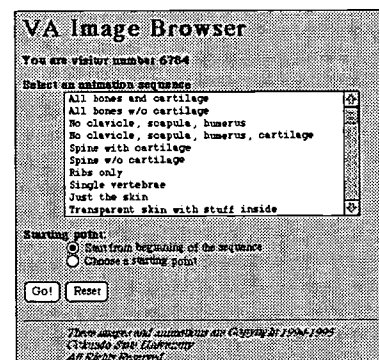 VA Image Browser
You are visitor number 6784
Select an animation sequence
All bones and cartilage
All bones w/o cartilage
No clavicle, scapula, humerus
No clavicle, scapula, humerus, cartilage
Spine with cartilage
Spine w/o cartilage
Ribs only
Single vertebrae
Just the skin
Transparent skin with stuff inside
Starting point:
Start from beginning of the sequence
Choose a starting point
Go! Reset
These images and animations are Copyright 1994-1995
Colorado State University
All Rights Reserved